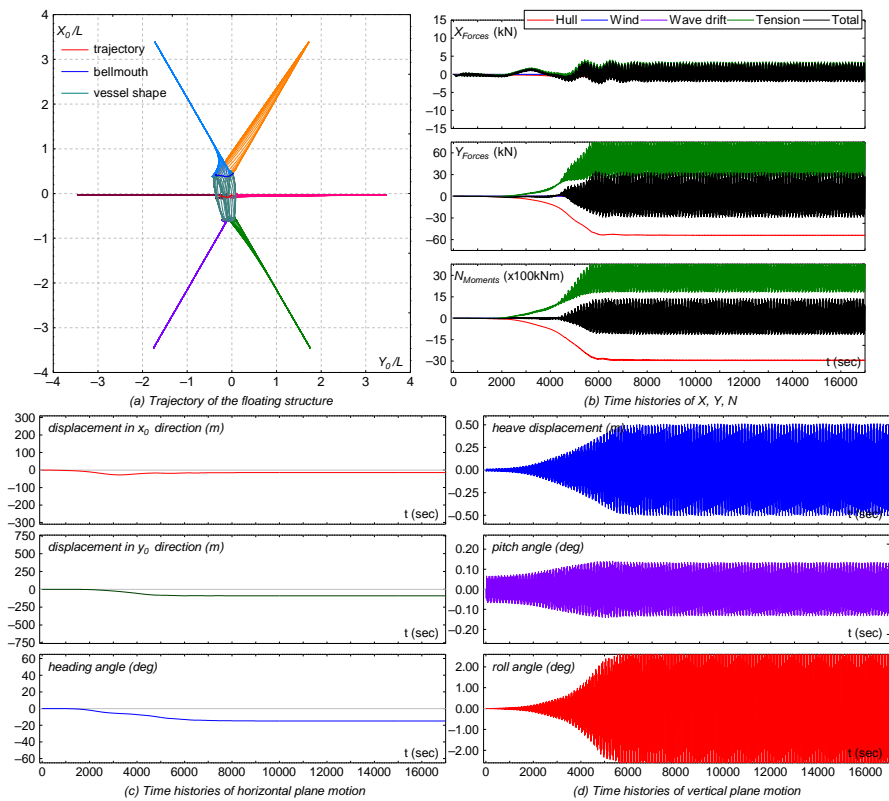 X0/L
trajectory
bellmouth
vessel shape
4
3
2
1
0
−1
−2
−3
−4
Y0/L
−4 −3 −2 −1 0 1 2 3 4
(a) Trajectory of the floating structure
Hull Wind Wave drift Tension Total
XForces (kN)
15
10
5
0
−5
−10
−15
YForces (kN)
60
30
0
−30
−60
NMoments (x100kNm)
30
15
0
−15
−30
t (sec)
0 2000 4000 6000 8000 10000 12000 14000 16000
(b) Time histories of X, Y, N
displacement in x0 direction (m)
300
200
100
0
−100
−200
−300
t (sec)
displacement in y0 direction (m)
750
500
250
0
−250
−500
−750
t (sec)
heading angle (deg)
60
40
20
0
−20
−40
−60
t (sec)
0 2000 4000 6000 8000 10000 12000 14000 16000
(c) Time histories of horizontal plane motion
heave displacement (m)
0.50
0.25
0.00
−0.25
−0.50
t (sec)
pitch angle (deg)
0.20
0.10
0.00
−0.10
−0.20
t (sec)
roll angle (deg)
2.00
1.00
0.00
−1.00
−2.00
t (sec)
0 2000 4000 6000 8000 10000 12000 14000 16000
(d) Time histories of vertical plane motion